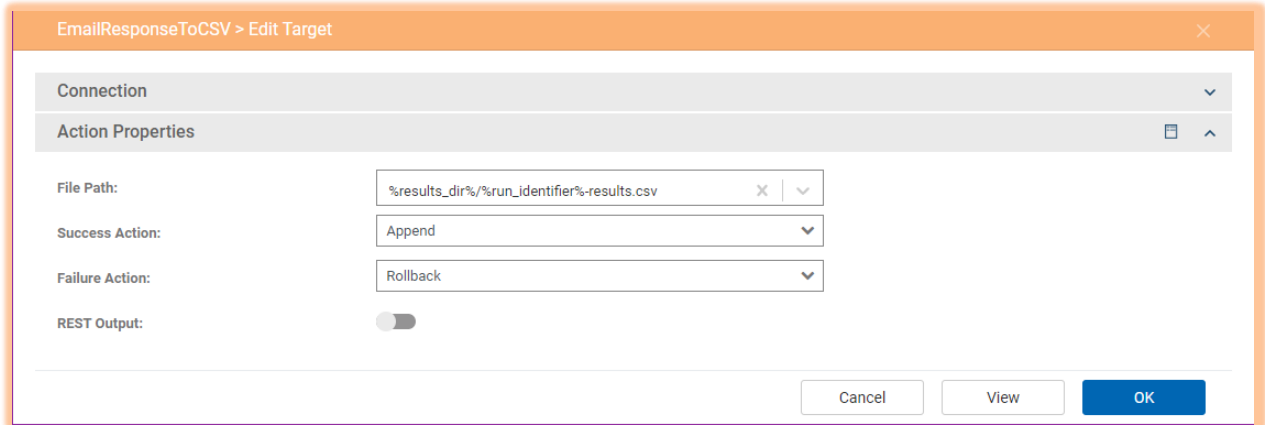 EmailResponseToCSV > Edit Target
Connection
Action Properties
File Path: %results_dir%/%run_identifier%-results.csv
Success Action: Append
Failure Action: Rollback
REST Output:
Cancel View OK